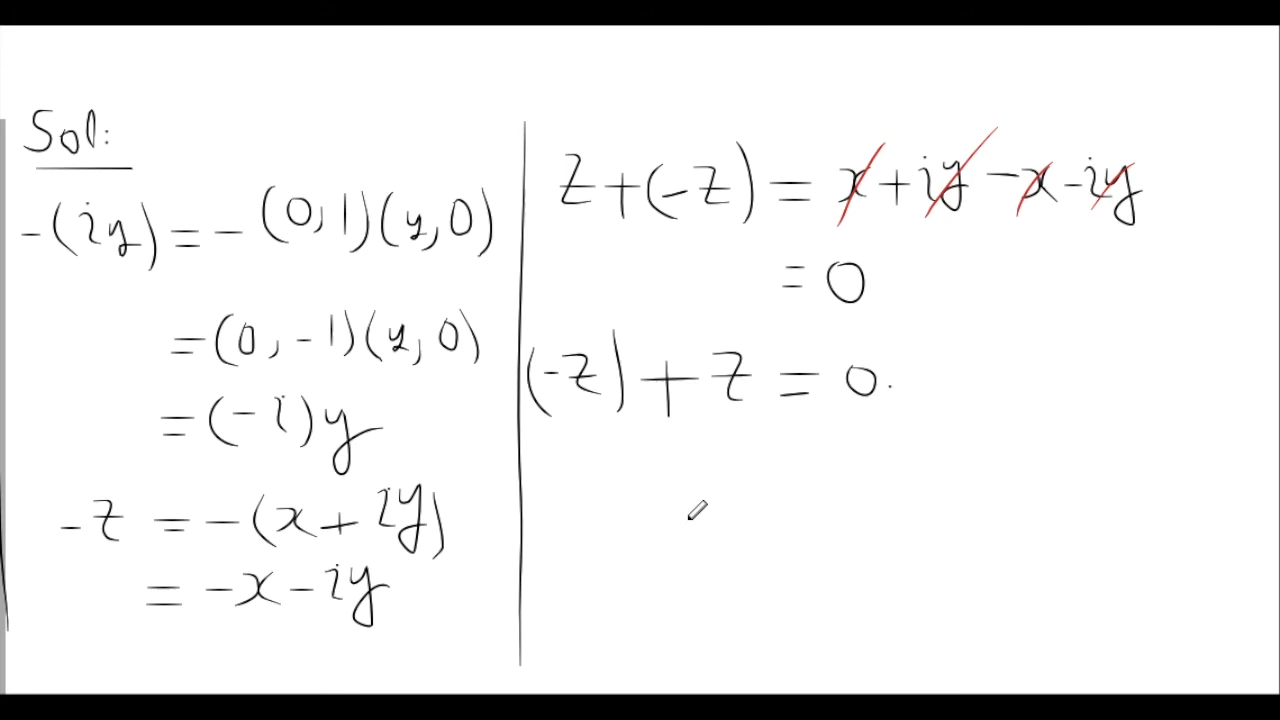 Sol:
-(iy) = - (0,1)(y,0)
= (0,-1)(y,0)
= (-i)y
-z = -(x+iy)
= -x-iy
z+(-z) = x+iy-x-iy
= 0
(-z)+z = 0.